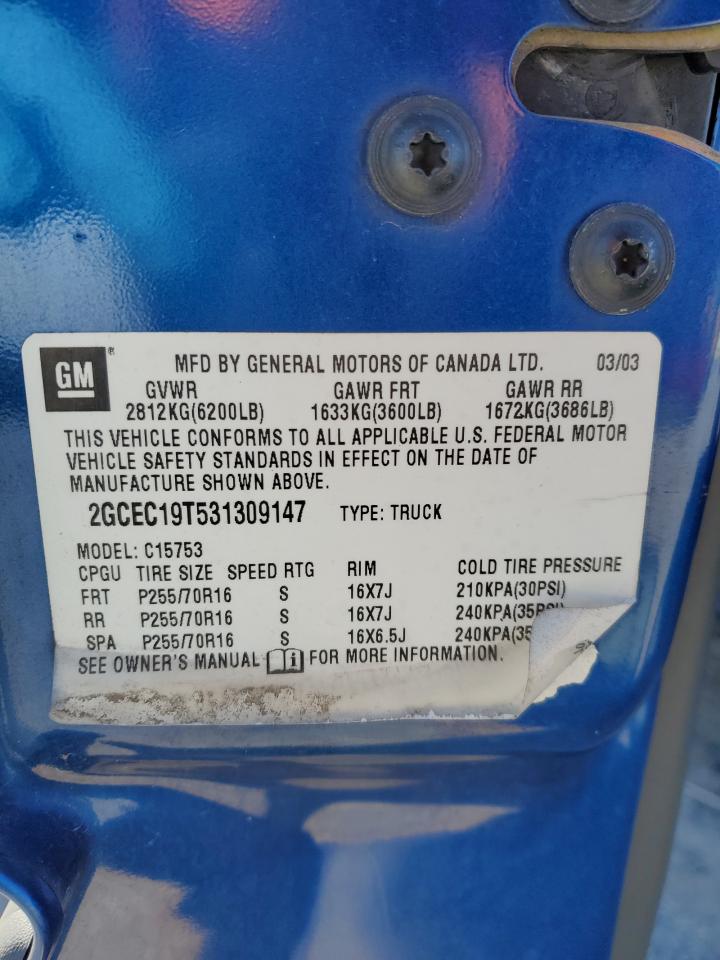 GM ® MFD BY GENERAL MOTORS OF CANADA LTD. 03/03
GVWR GAWR FRT GAWR RR
2812KG(6200LB) 1633KG(3600LB) 1672KG(3686LB)
THIS VEHICLE CONFORMS TO ALL APPLICABLE U.S. FEDERAL MOTOR
VEHICLE SAFETY STANDARDS IN EFFECT ON THE DATE OF
MANUFACTURE SHOWN ABOVE.
2GCEC19T531309147 TYPE: TRUCK
MODEL: C15753
CPGU TIRE SIZE SPEED RTG RIM COLD TIRE PRESSURE
FRT P255/70R16 S 16X7J 210KPA(30PSI)
RR P255/70R16 S 16X7J 240KPA(35PSI)
SPA P255/70R16 S 16X6.5J 240KPA(35
SEE OWNER'S MANUAL FOR MORE INFORMATION.